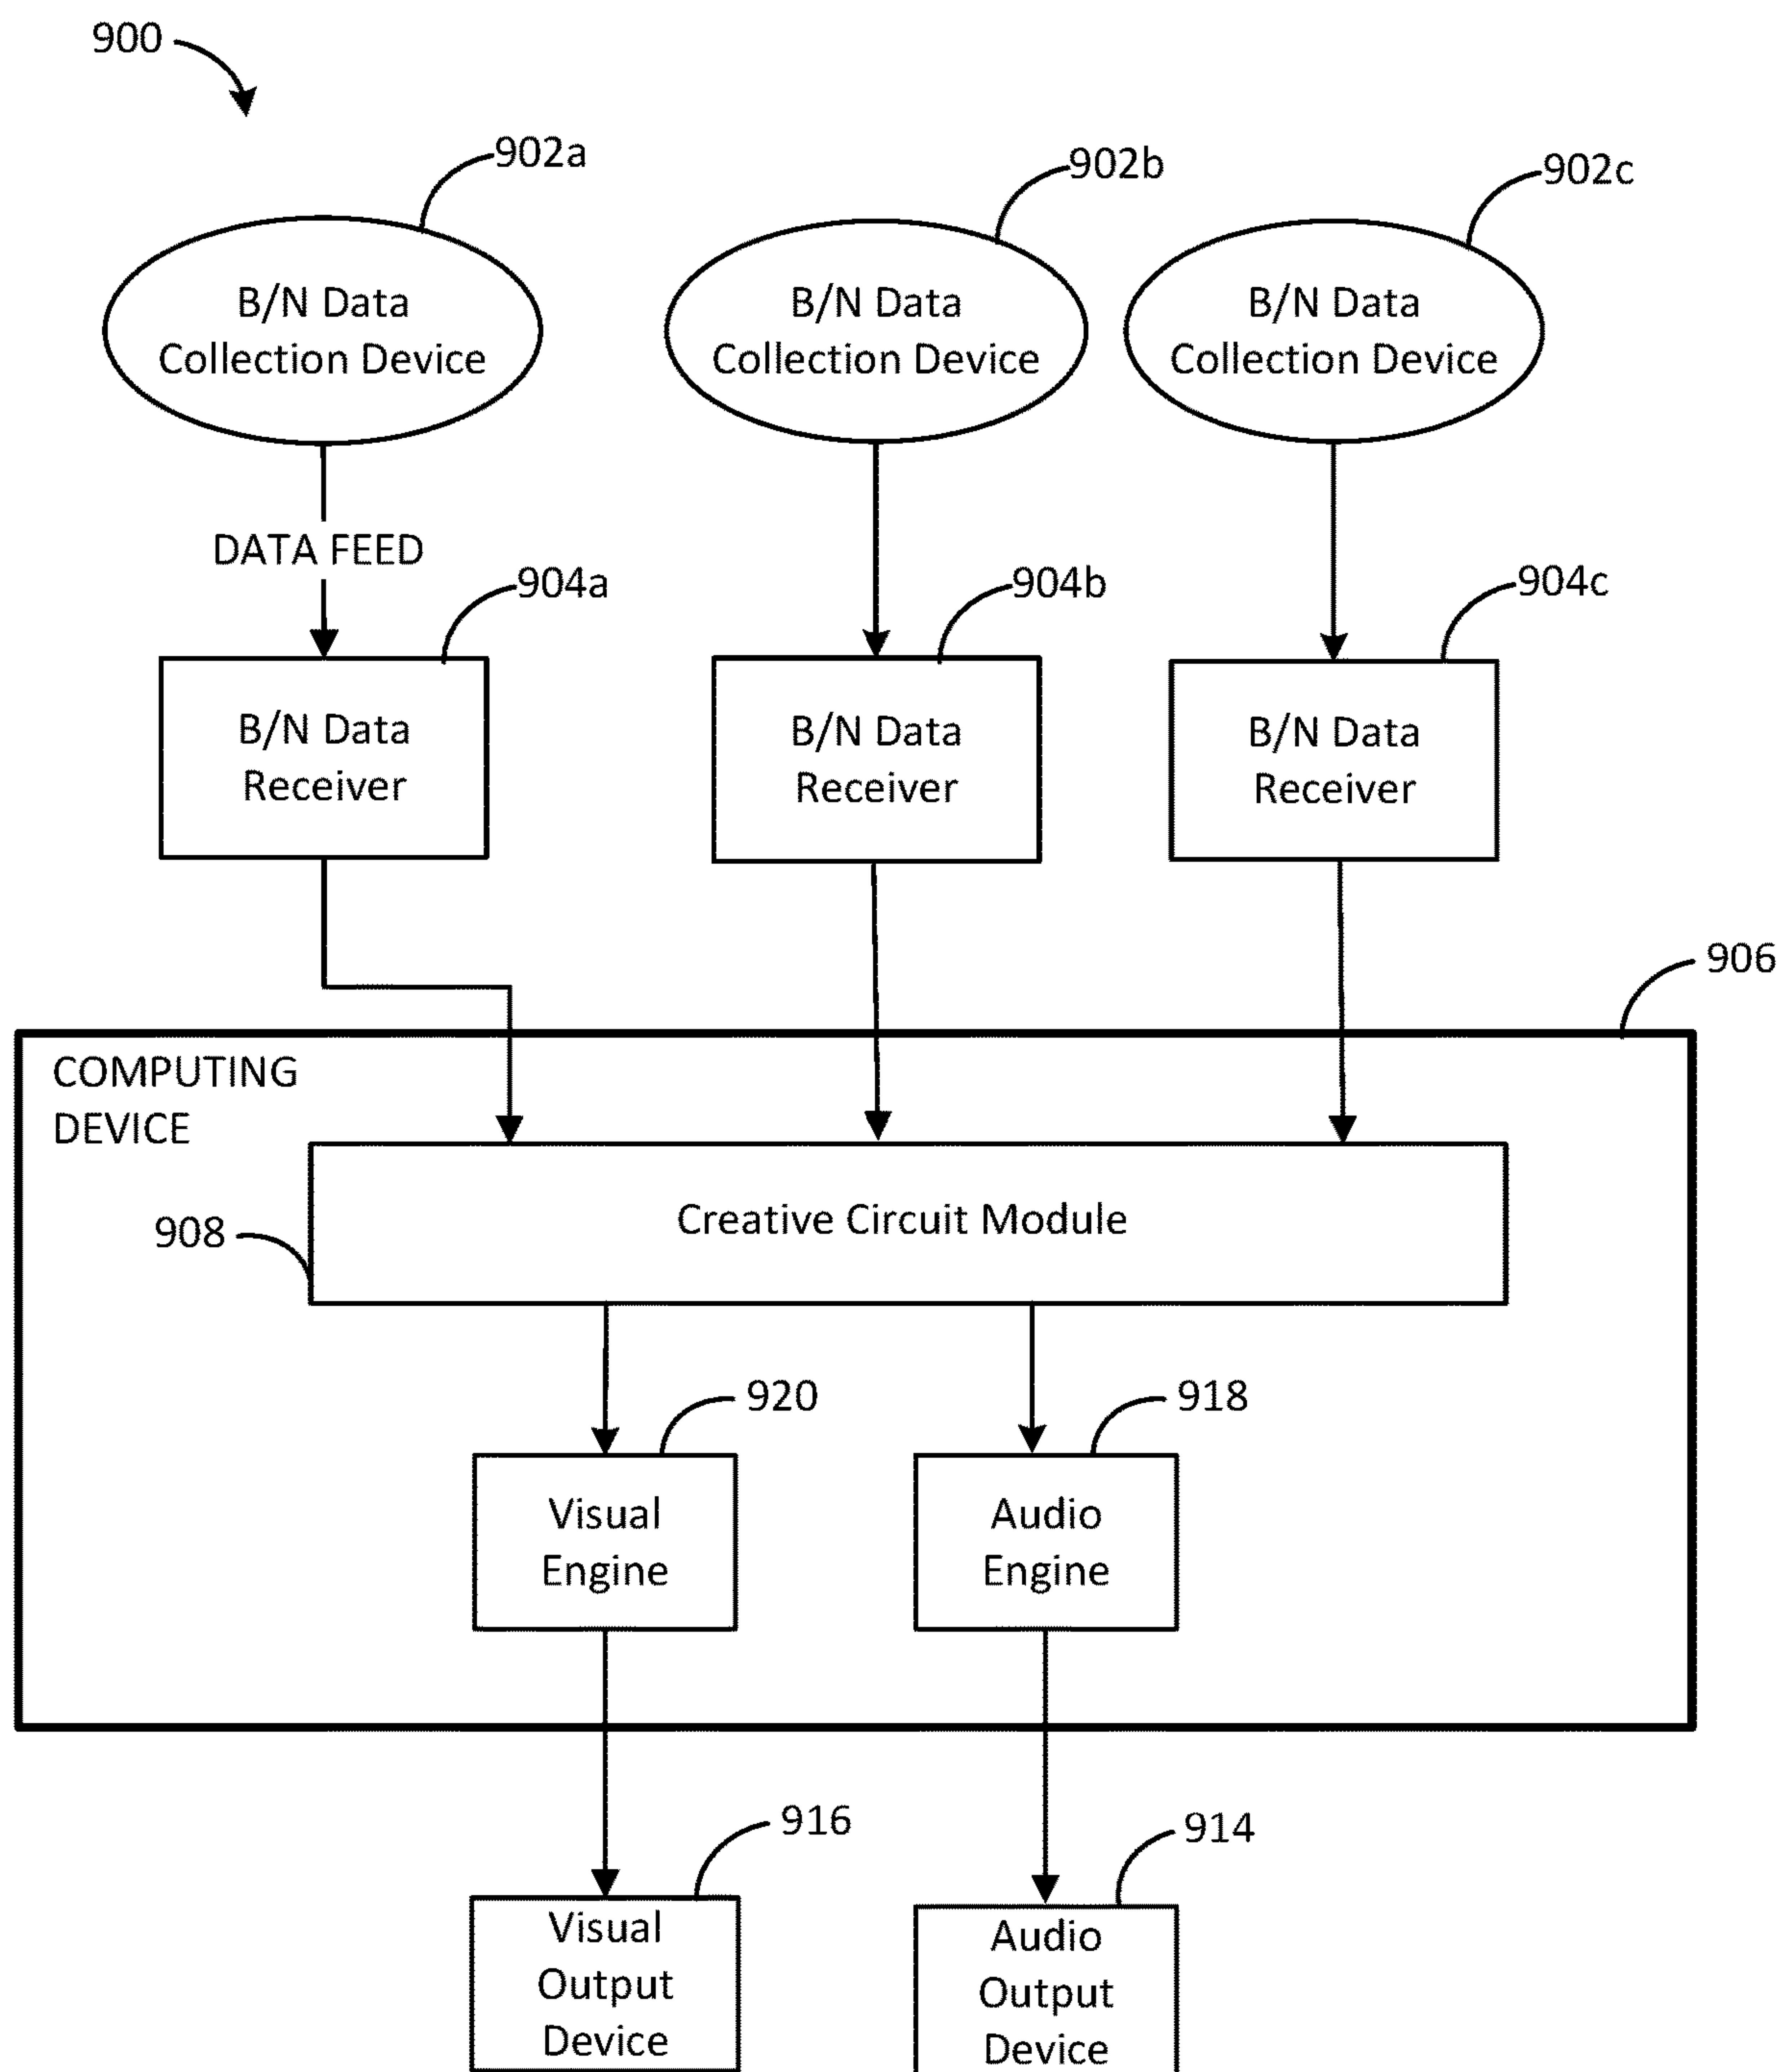 900
902a
902b
902c
B/N Data
Collection Device
B/N Data
Collection Device
B/N Data
Collection Device
DATA FEED
904a
904b
904c
B/N Data
Receiver
B/N Data
Receiver
B/N Data
Receiver
906
COMPUTING
DEVICE
908
Creative Circuit Module
920
918
Visual
Engine
Audio
Engine
916
914
Visual
Output
Device
Audio
Output
Device